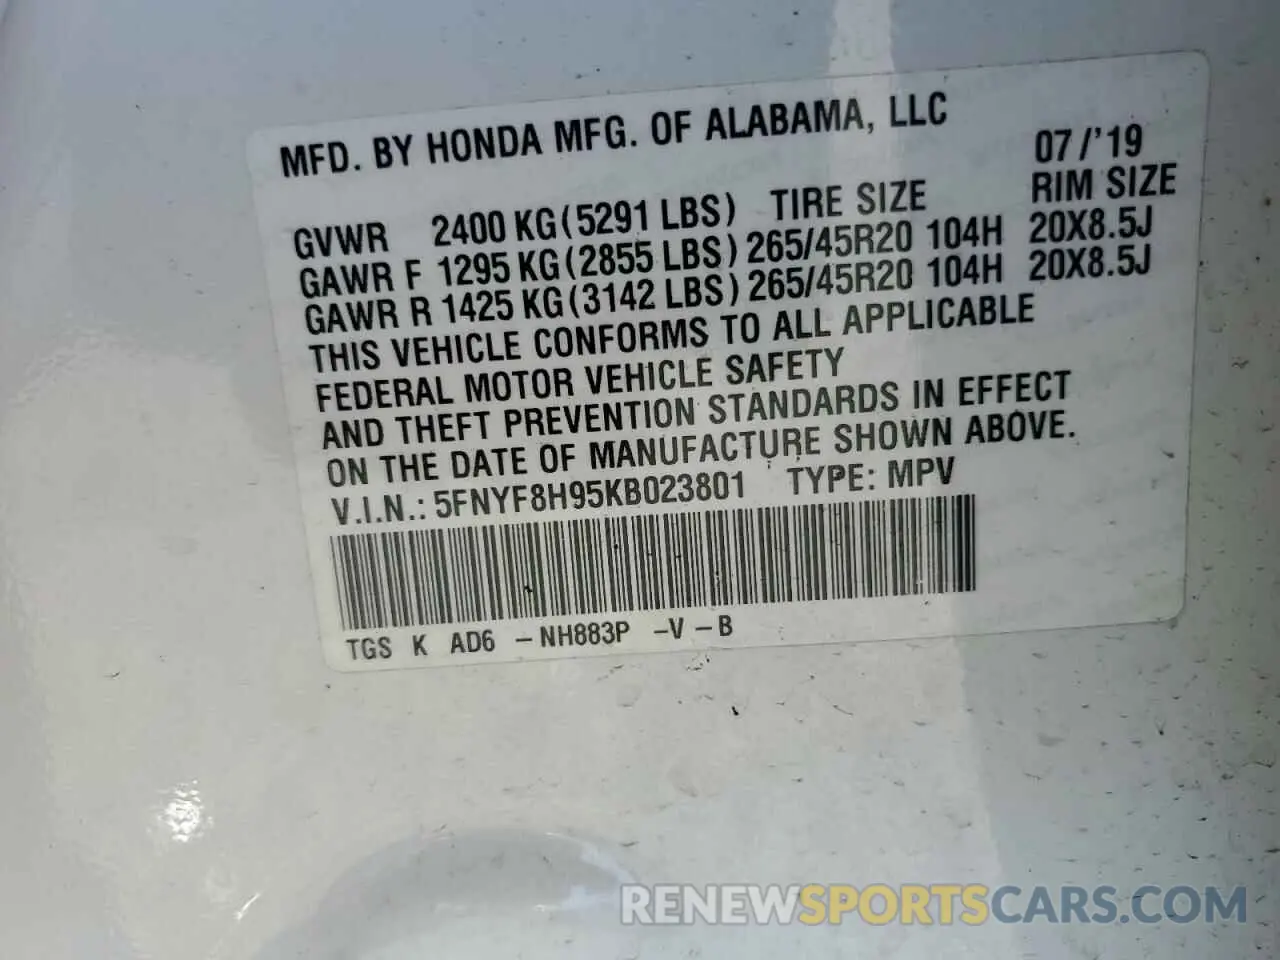 MFD. BY HONDA MFG. OF ALABAMA, LLC
07/'19
GVWR 2400 KG(5291 LBS) TIRE SIZE RIM SIZE
GAWR F 1295 KG(2855 LBS) 265/45R20 104H 20X8.5J
GAWR R 1425 KG(3142 LBS) 265/45R20 104H 20X8.5J
THIS VEHICLE CONFORMS TO ALL APPLICABLE
FEDERAL MOTOR VEHICLE SAFETY
AND THEFT PREVENTION STANDARDS IN EFFECT
ON THE DATE OF MANUFACTURE SHOWN ABOVE.
V.I.N.: 5FNYF8H95KB023801 TYPE: MPV
TGS K AD6 -NH883P -V -B
RENEWSPORTSCARS.COM